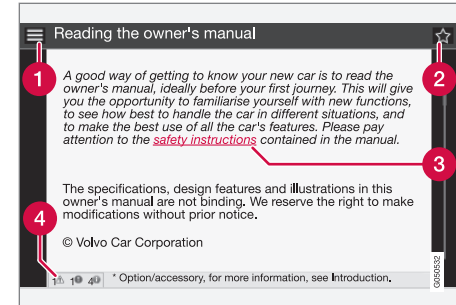 Reading the owner's manual
1
2
A good way of getting to know your new car is to read the
owner's manual, ideally before your first journey. This will give
you the opportunity to familiarise yourself with new functions,
to see how best to handle the car in different situations, and
to make the best use of all the car's features. Please pay
attention to the safety instructions contained in the manual.
3
The specifications, design features and illustrations in this
owner's manual are not binding. We reserve the right to make
modifications without prior notice.
4
© Volvo Car Corporation
1 1 4 * Option/accessory, for more information, see Introduction.
G050532